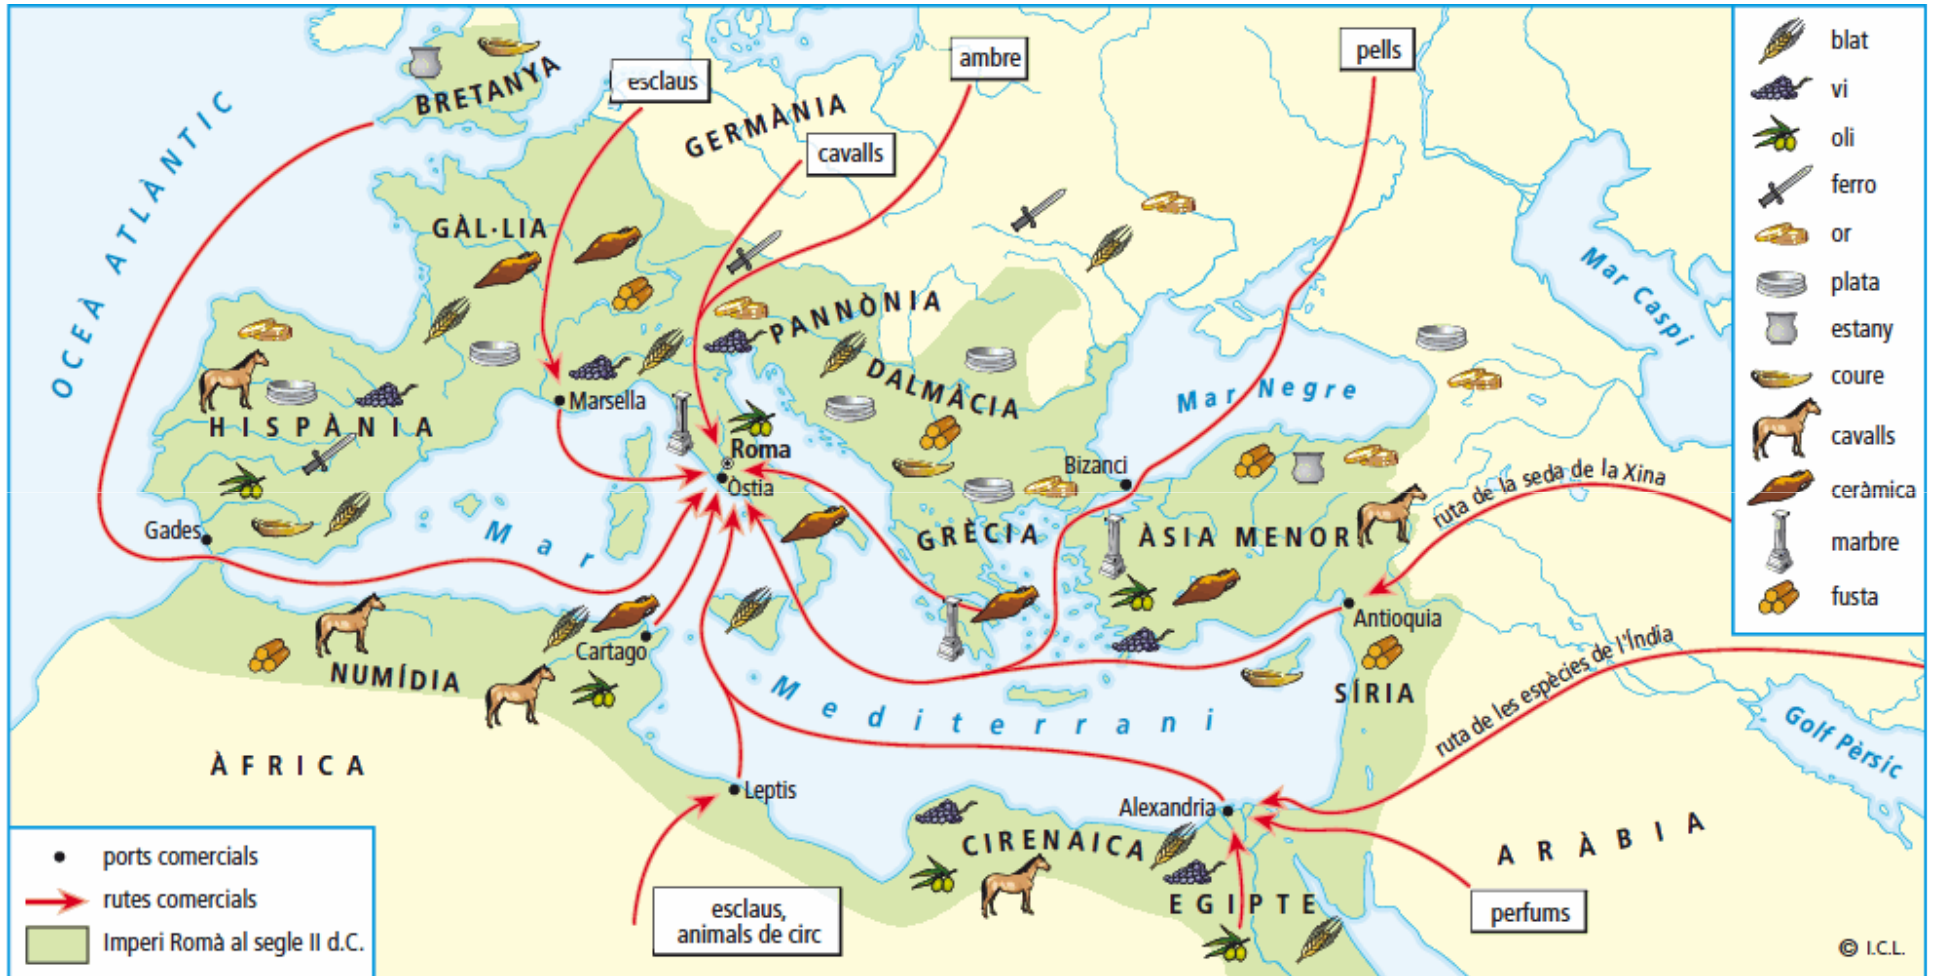 BRETANYA
esclaus
ambre
pells
GERMÀNIA
cavalls
OCEÀ ATLÀNTIC
GÀL·LIA
PANNÒNIA
DALMÀCIA
Mar Negre
Mar Caspi
HISPÀNIA
Marsella
Roma
Òstia
Bizanci
ruta de la seda de la Xina
Gades
GRÈCIA
ÀSIA MENOR
Mar
Mediterrani
Cartago
NUMÍDIA
Antioquia
SÍRIA
ruta de les espècies de l'Índia
Golf Pèrsic
ÀFRICA
Leptis
Alexandria
CIRENAICA
EGIPTE
ARÀBIA
esclaus,
animals de circ
perfums
blat
vi
oli
ferro
or
plata
estany
coure
cavalls
ceràmica
marbre
fusta
ports comercials
rutes comercials
Imperi Romà al segle II d.C.
© I.C.L.